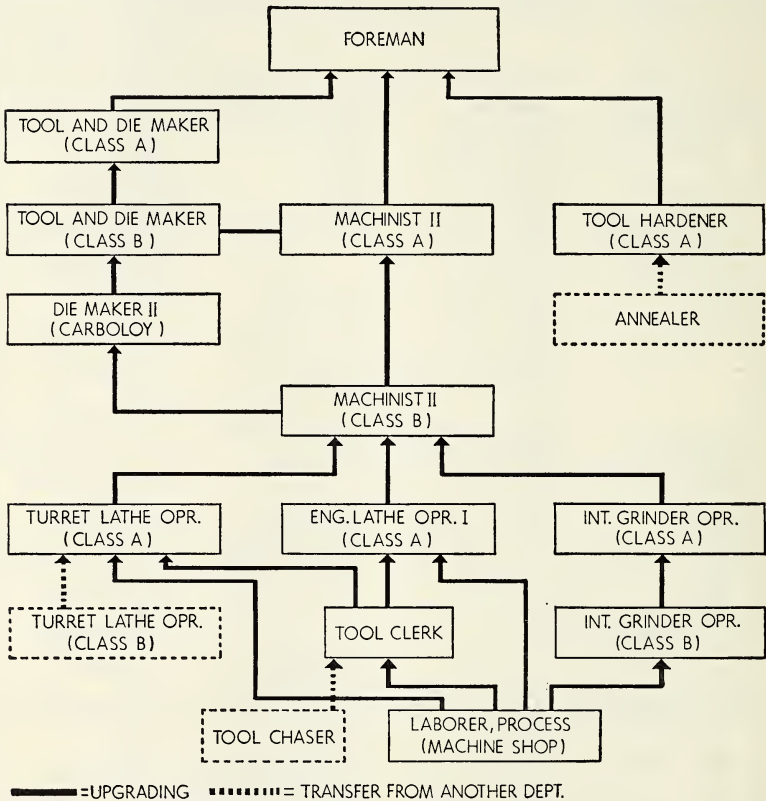 FOREMAN
TOOL AND DIE MAKER
(CLASS A)
TOOL AND DIE MAKER
(CLASS B)
MACHINIST II
(CLASS A)
TOOL HARDENER
(CLASS A)
DIE MAKER II
(CARBOLOY)
ANNEALER
MACHINIST II
(CLASS B)
TURRET LATHE OPR.
(CLASS A)
ENG. LATHE OPR. I
(CLASS A)
INT. GRINDER OPR.
(CLASS A)
TURRET LATHE OPR.
(CLASS B)
TOOL CLERK
INT. GRINDER OPR.
(CLASS B)
TOOL CHASER
LABORER, PROCESS
(MACHINE SHOP)
=UPGRADING = TRANSFER FROM ANOTHER DEPT.